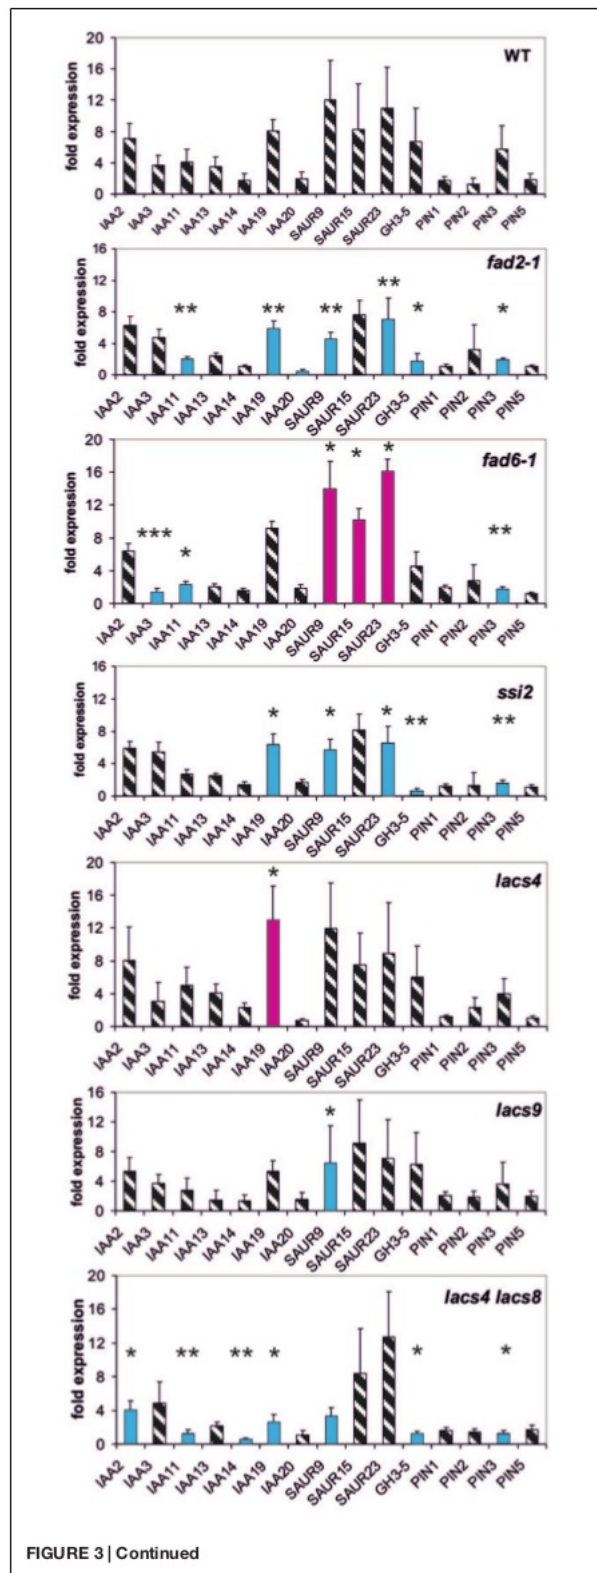 20
16
12
8
4
0
fold expression
WT
IAA2 IAA3 IAA11 IAA13 IAA14 IAA19 IAA20 SAUR9 SAUR15 SAUR23 GH3-5 PIN1 PIN2 PIN3 PIN5
16
12
8
4
0
fold expression
fad2-1
** ** ** ** * *
IAA2 IAA3 IAA11 IAA13 IAA14 IAA19 IAA20 SAUR9 SAUR15 SAUR23 GH3-5 PIN1 PIN2 PIN3 PIN5
20
16
12
8
4
0
fold expression
fad6-1
*** * * * * **
IAA2 IAA3 IAA11 IAA13 IAA14 IAA19 IAA20 SAUR9 SAUR15 SAUR23 GH3-5 PIN1 PIN2 PIN3 PIN5
16
12
8
4
0
fold expression
ssi2
* * * ** **
IAA2 IAA3 IAA11 IAA13 IAA14 IAA19 IAA20 SAUR9 SAUR15 SAUR23 GH3-5 PIN1 PIN2 PIN3 PIN5
20
16
12
8
4
0
fold expression
lacs4
*
IAA2 IAA3 IAA11 IAA13 IAA14 IAA19 IAA20 SAUR9 SAUR15 SAUR23 GH3-5 PIN1 PIN2 PIN3 PIN5
16
12
8
4
0
fold expression
lacs9
*
IAA2 IAA3 IAA11 IAA13 IAA14 IAA19 IAA20 SAUR9 SAUR15 SAUR23 GH3-5 PIN1 PIN2 PIN3 PIN5
20
16
12
8
4
0
fold expression
lacs4 lacs8
* ** ** * * *
IAA2 IAA3 IAA11 IAA13 IAA14 IAA19 IAA20 SAUR9 SAUR15 SAUR23 GH3-5 PIN1 PIN2 PIN3 PIN5
FIGURE 3 | Continued